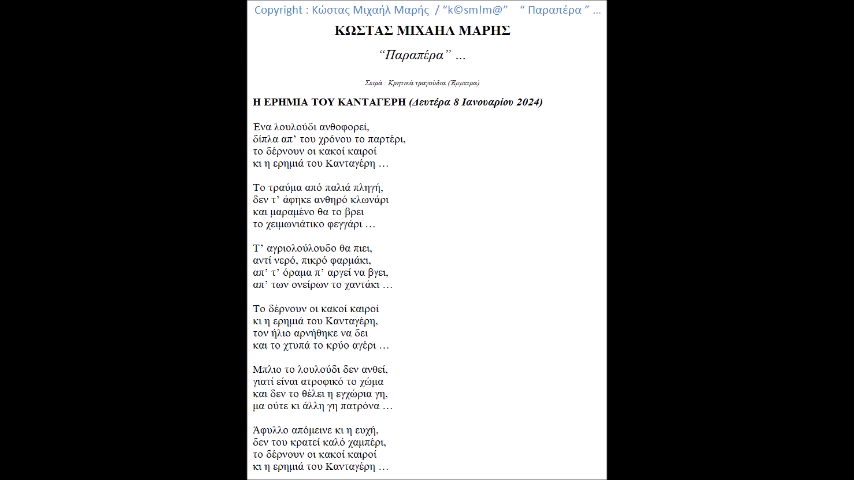 Copyright : Κώστας Μιχαήλ Μαρής / “k©sm!m@” “ Παραπέρα ” ...
ΚΩΣΤΑΣ ΜΙΧΑΗΛ ΜΑΡΗΣ
“Παραπέρα” …
Σειρά : Κρητικά τραγούδια (Έμμετρα)
Η ΕΡΗΜΙΑ ΤΟΥ ΚΑΝΤΑΓΕΡΗ (Δευτέρα 8 Ιανουαρίου 2024)
Ένα λουλούδι ανθοφορεί,
δίπλα απ’ του χρόνου το παρτέρι,
το δέρνουν οι κακοί καιροί
κι η ερημιά του Κανταγέρη …
Το τραύμα από παλιά πληγή,
δεν τ’ άφηκε ανθηρό κλωνάρι
και μαραμένο θα το βρει
το χειμωνιάτικο φεγγάρι …
Τ’ αγριολούλουδο θα πιει,
αντί νερό, πικρό φαρμάκι,
απ’ τ’ όραμα π’ αργεί να βγει,
απ’ των ονείρων το χαντάκι …
Το δέρνουν οι κακοί καιροί
κι η ερημιά του Κανταγέρη,
τον ήλιο αρνήθηκε να δει
και το χτυπά το κρύο αγέρι …
Μπλιο το λουλούδι δεν ανθεί,
γιατί είναι ατροφικό το χώμα
και δεν το θέλει η εγχώρια γη,
μα ούτε κι άλλη γη πατρόνα …
Άφυλλο απόμεινε κι η ευχή,
δεν του κρατεί καλό χαμπέρι,
το δέρνουν οι κακοί καιροί
κι η ερημιά του Κανταγέρη …